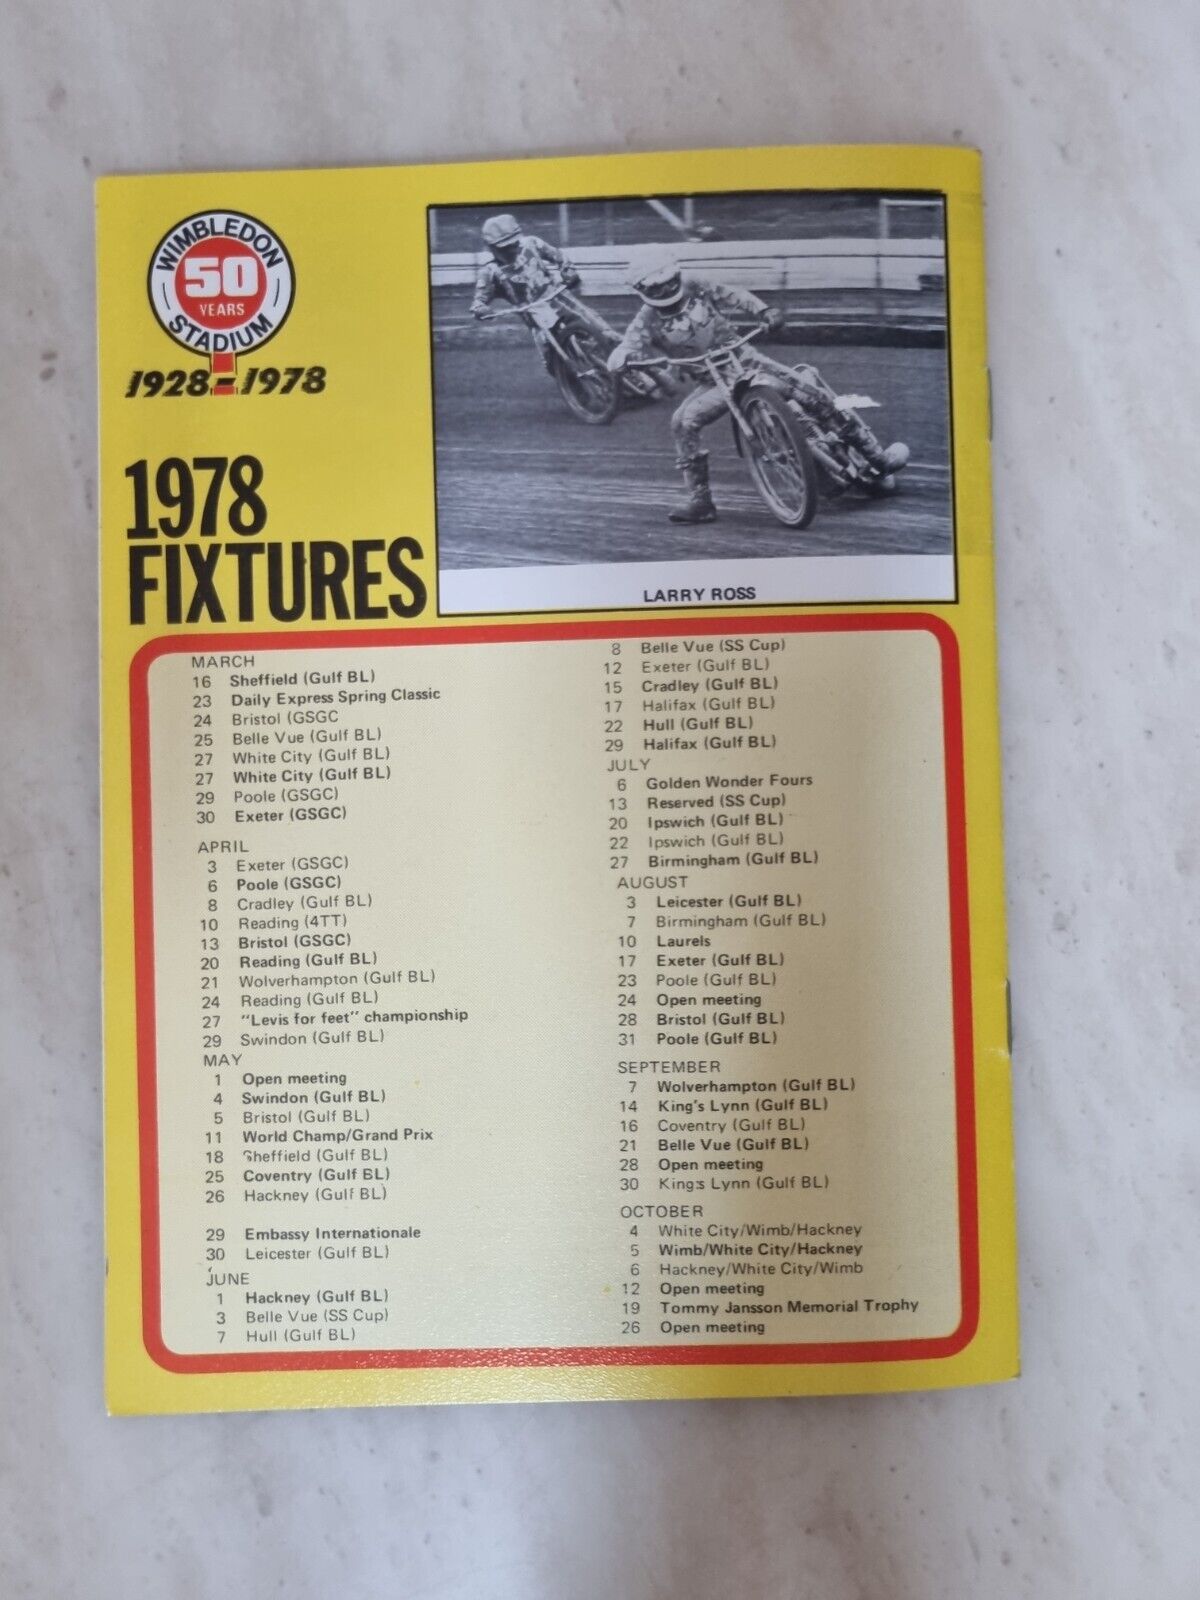 WIMBLEDON
50
YEARS
STADIUM
1928-1978
1978
FIXTURES
LARRY ROSS
MARCH
16 Sheffield (Gulf BL)
23 Daily Express Spring Classic
24 Bristol (GSGC
25 Belle Vue (Gulf BL)
27 White City (Gulf BL)
27 White City (Gulf BL)
29 Poole (GSGC)
30 Exeter (GSGC)
APRIL
3 Exeter (GSGC)
6 Poole (GSGC)
8 Cradley (Gulf BL)
10 Reading (4TT)
13 Bristol (GSGC)
20 Reading (Gulf BL)
21 Wolverhampton (Gulf BL)
24 Reading (Gulf BL)
27 "Levis for feet" championship
29 Swindon (Gulf BL)
MAY
1 Open meeting
4 Swindon (Gulf BL)
5 Bristol (Gulf BL)
11 World Champ/Grand Prix
18 Sheffield (Gulf BL)
25 Coventry (Gulf BL)
26 Hackney (Gulf BL)
29 Embassy Internationale
30 Leicester (Gulf BL)
JUNE
1 Hackney (Gulf BL)
3 Belle Vue (SS Cup)
7 Hull (Gulf BL)
8 Belle Vue (SS Cup)
12 Exeter (Gulf BL)
15 Cradley (Gulf BL)
17 Halifax (Gulf BL)
22 Hull (Gulf BL)
29 Halifax (Gulf BL)
JULY
6 Golden Wonder Fours
13 Reserved (SS Cup)
20 Ipswich (Gulf BL)
22 Ipswich (Gulf BL)
27 Birmingham (Gulf BL)
AUGUST
3 Leicester (Gulf BL)
7 Birmingham (Gulf BL)
10 Laurels
17 Exeter (Gulf BL)
23 Poole (Gulf BL)
24 Open meeting
28 Bristol (Gulf BL)
31 Poole (Gulf BL)
SEPTEMBER
7 Wolverhampton (Gulf BL)
14 King's Lynn (Gulf BL)
16 Coventry (Gulf BL)
21 Belle Vue (Gulf BL)
28 Open meeting
30 King's Lynn (Gulf BL)
OCTOBER
4 White City/Wimb/Hackney
5 Wimb/White City/Hackney
6 Hackney/White City/Wimb
12 Open meeting
19 Tommy Jansson Memorial Trophy
26 Open meeting